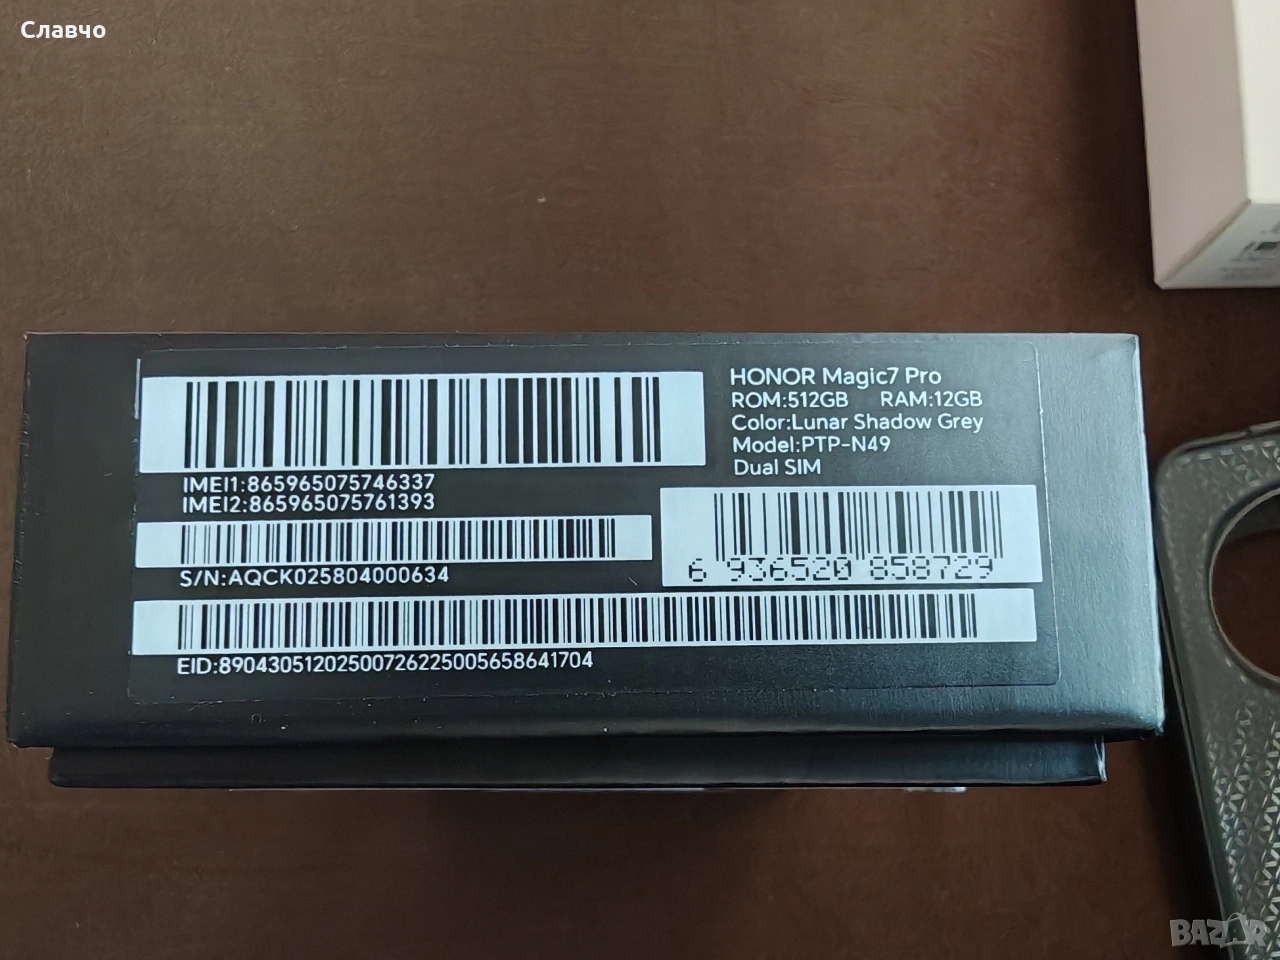 Славчо
HONOR Magic7 Pro
ROM:512GB RAM:12GB
Color:Lunar Shadow Grey
Model:PTP-N49
Dual SIM
IMEI1:865965075746337
IMEI2:865965075761393
S/N:AQCK025804000634
6 936520 858729
EID:89043051202500726225005658641704
BAZAR